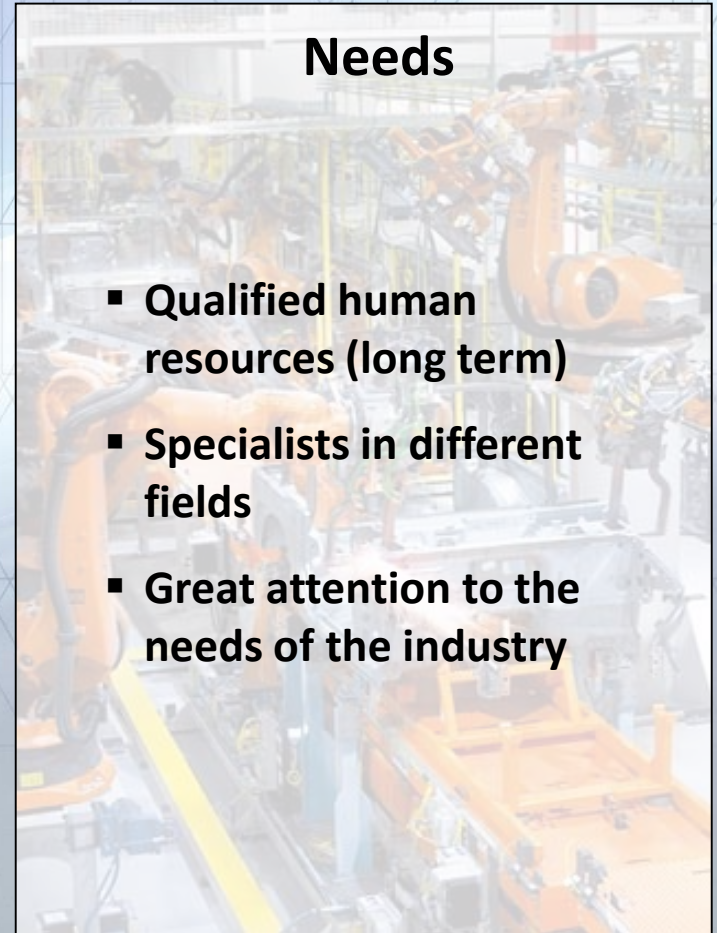 Needs
▪ Qualified human
resources (long term)
▪ Specialists in different
fields
▪ Great attention to the
needs of the industry